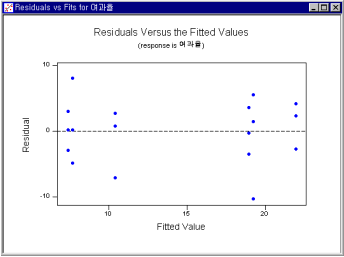 Residuals vs Fits for 여과율
Residuals Versus the Fitted Values
(response is 여과율)
10
0
-10
Residual
10
15
20
Fitted Value